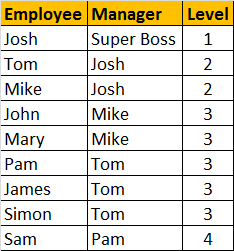 Employee Manager Level
Josh Super Boss 1
Tom Josh 2
Mike Josh 2
John Mike 3
Mary Mike 3
Pam Tom 3
James Tom 3
Simon Tom 3
Sam Pam 4